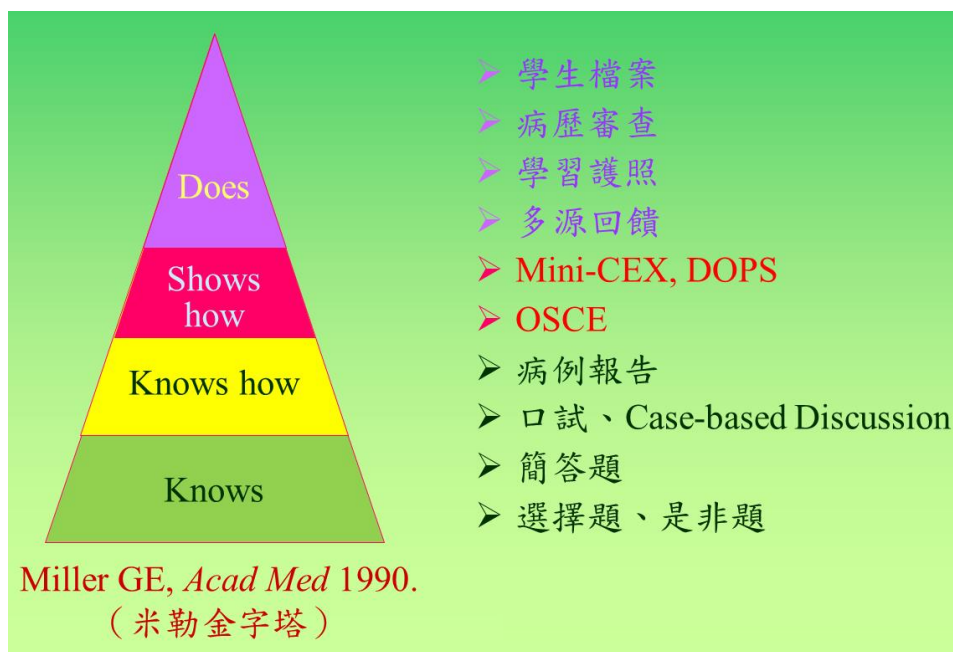 Does
Shows
how
Knows how
Knows
Miller GE, Acad Med 1990.
（米勒金字塔）
➢ 學生檔案
➢ 病歷審查
➢ 學習護照
➢ 多源回饋
➢ Mini-CEX, DOPS
➢ OSCE
➢ 病例報告
➢ 口試、Case-based Discussion
➢ 簡答題
➢ 選擇題、是非題